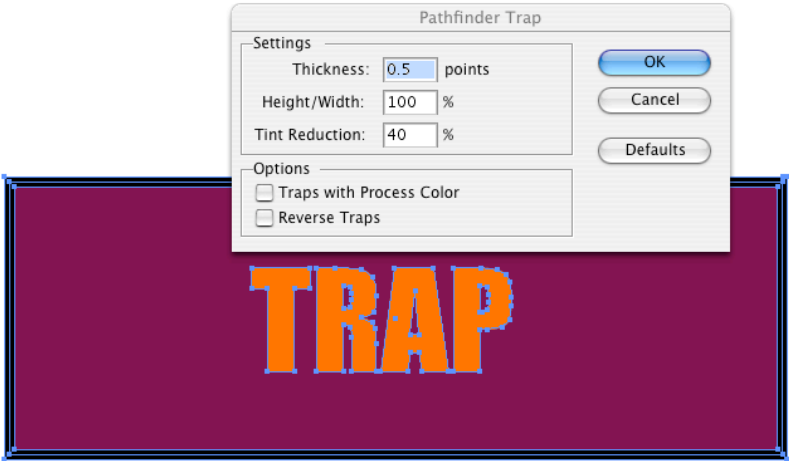 Pathfinder Trap
Settings
Thickness: 0.5 points
OK
Height/Width: 100 %
Cancel
Tint Reduction: 40 %
Defaults
Options
Traps with Process Color
Reverse Traps
TRAP